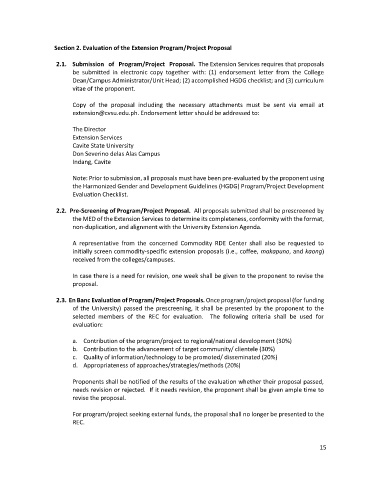 Section 2. Evaluation of the Extension Program/Project Proposal
2.1. Submission of Program/Project Proposal. The Extension Services requires that proposals
be submitted in electronic copy together with: (1) endorsement letter from the College
Dean/Campus Administrator/Unit Head; (2) accomplished HGDG checklist; and (3) curriculum
vitae of the proponent.
Copy of the proposal including the necessary attachments must be sent via email at
extension@cvsu.edu.ph. Endorsement letter should be addressed to:
The Director
Extension Services
Cavite State University
Don Severino delas Alas Campus
Indang, Cavite
Note: Prior to submission, all proposals must have been pre-evaluated by the proponent using
the Harmonized Gender and Development Guidelines (HGDG) Program/Project Development
Evaluation Checklist.
2.2. Pre-Screening of Program/Project Proposal. All proposals submitted shall be prescreened by
the MED of the Extension Services to determine its completeness, conformity with the format,
non-duplication, and alignment with the University Extension Agenda.
A representative from the concerned Commodity RDE Center shall also be requested to
initially screen commodity-specific extension proposals (i.e., coffee, makapuno, and kaong)
received from the colleges/campuses.
In case there is a need for revision, one week shall be given to the proponent to revise the
proposal.
2.3. En Banc Evaluation of Program/Project Proposals. Once program/project proposal (for funding
of the University) passed the prescreening, it shall be presented by the proponent to the
selected members of the REC for evaluation. The following criteria shall be used for
evaluation:
a. Contribution of the program/project to regional/national development (30%)
b. Contribution to the advancement of target community/ clientele (30%)
c. Quality of information/technology to be promoted/ disseminated (20%)
d. Appropriateness of approaches/strategies/methods (20%)
Proponents shall be notified of the results of the evaluation whether their proposal passed,
needs revision or rejected. If it needs revision, the proponent shall be given ample time to
revise the proposal.
For program/project seeking external funds, the proposal shall no longer be presented to the
REC.
15